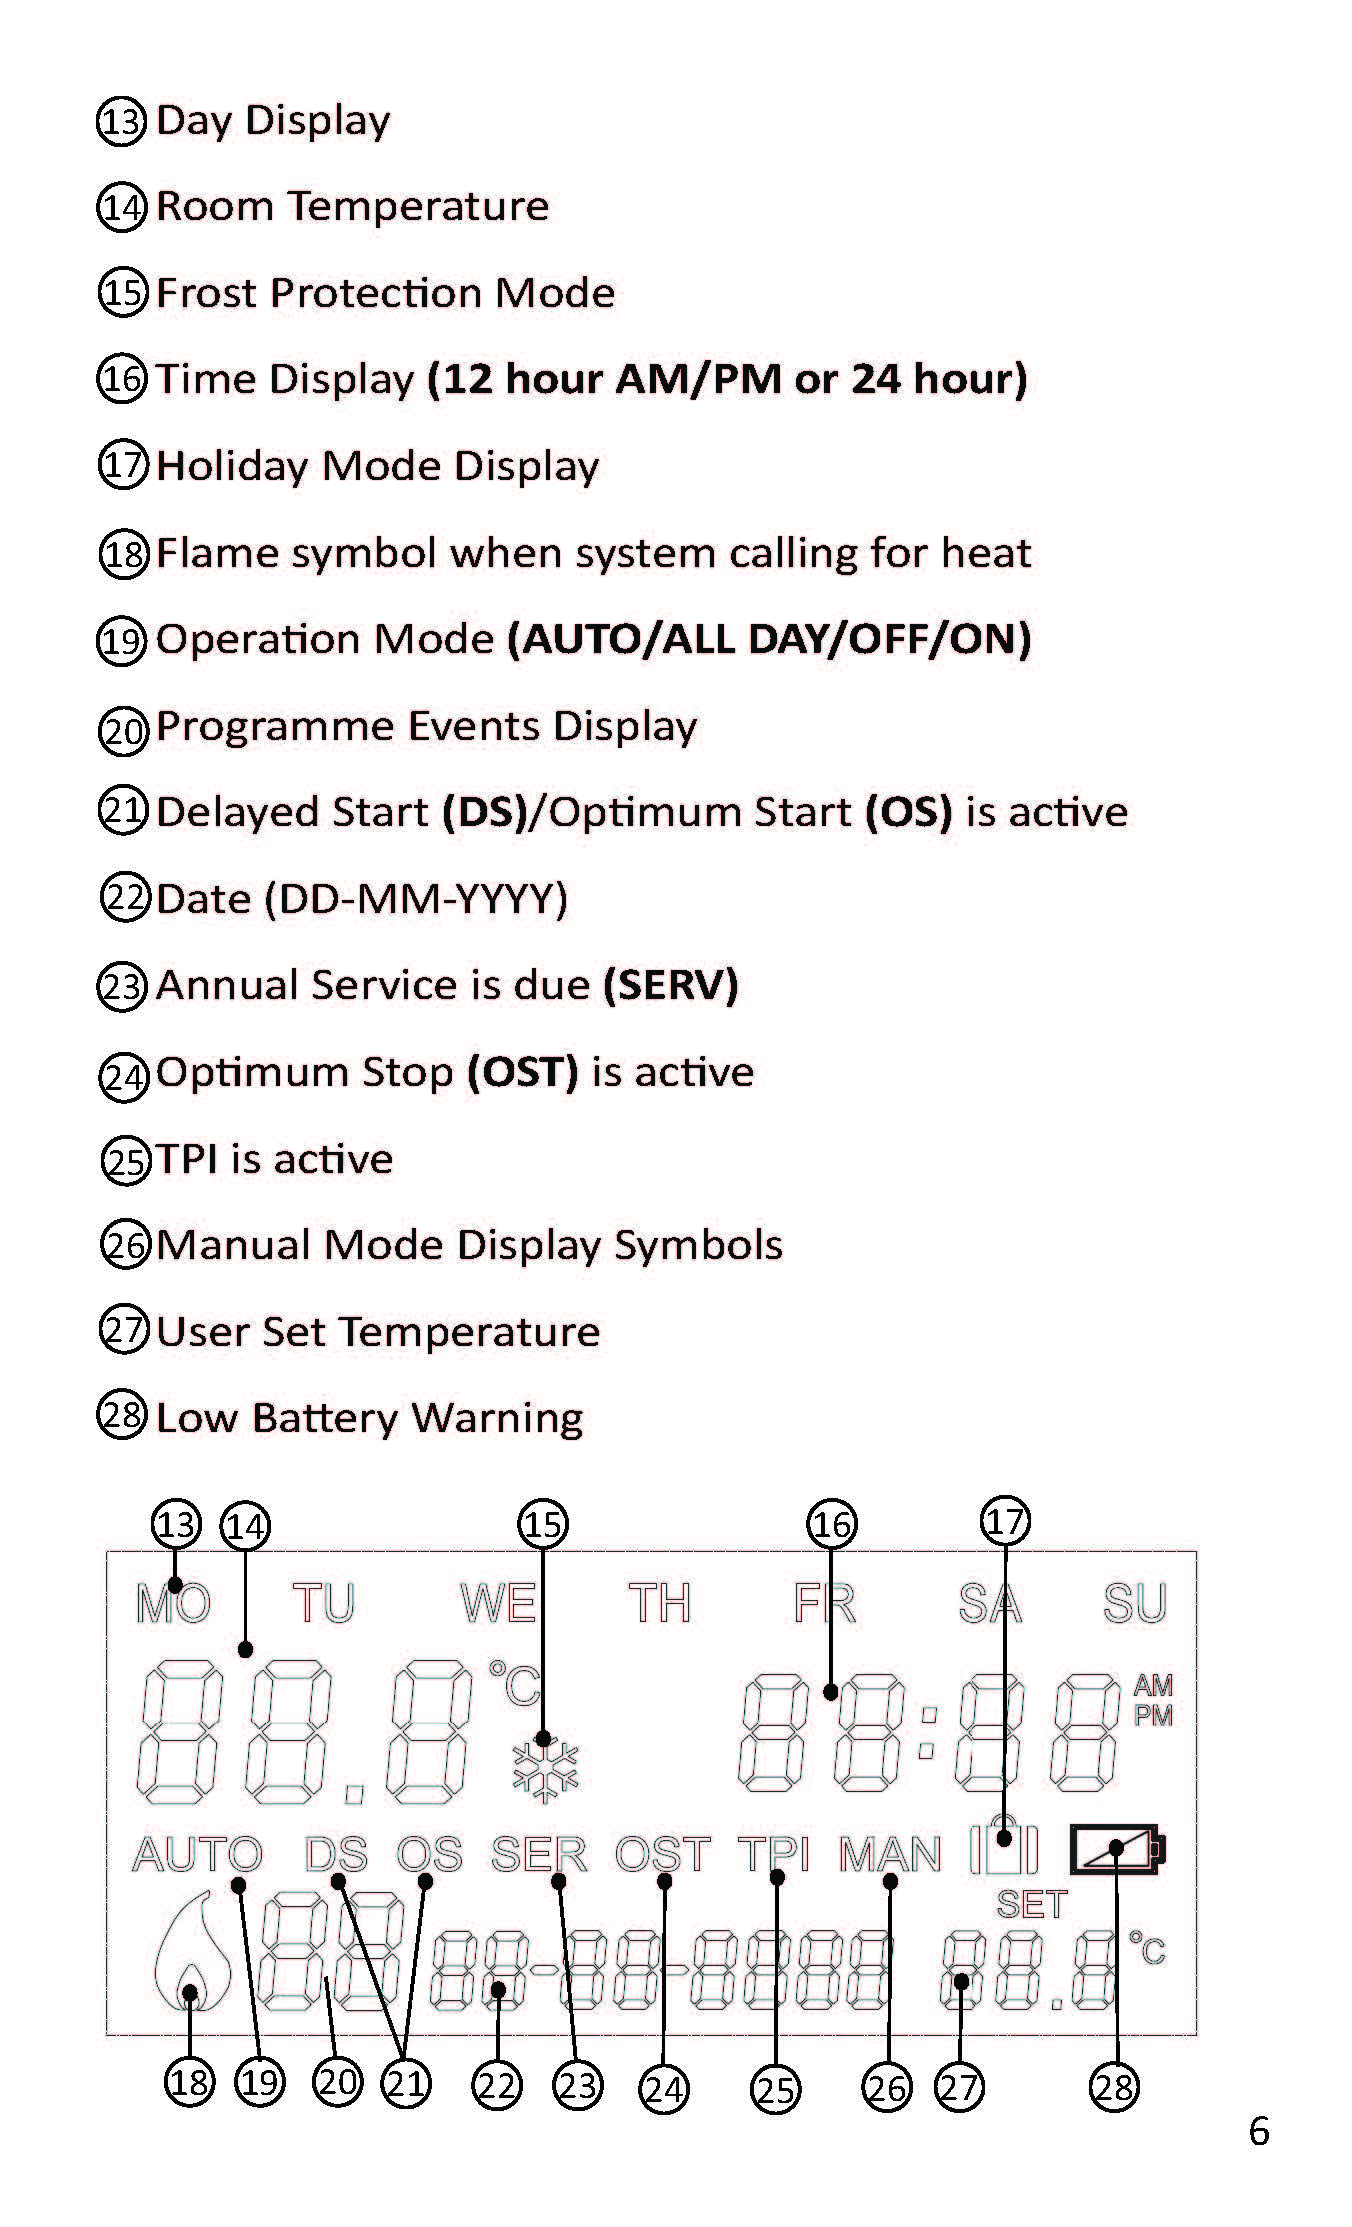 13 Day Display
14 Room Temperature
15 Frost Protection Mode
16 Time Display (12 hour AM/PM or 24 hour)
17 Holiday Mode Display
18 Flame symbol when system calling for heat
19 Operation Mode (AUTO/ALL DAY/OFF/ON)
20 Programme Events Display
21 Delayed Start (DS)/Optimum Start (OS) is active
22 Date (DD-MM-YYYY)
23 Annual Service is due (SERV)
24 Optimum Stop (OST) is active
25 TPI is active
26 Manual Mode Display Symbols
27 User Set Temperature
28 Low Battery Warning
13 14 15 16 17
MO TU WE TH FR SA SU
88.8 °C 88:88 AM
PM
AUTO DS OS SER OST TPI MAN
SET
88 88-88-8888 88.8 °C
18 19 20 21 22 23 24 25 26 27 28
6